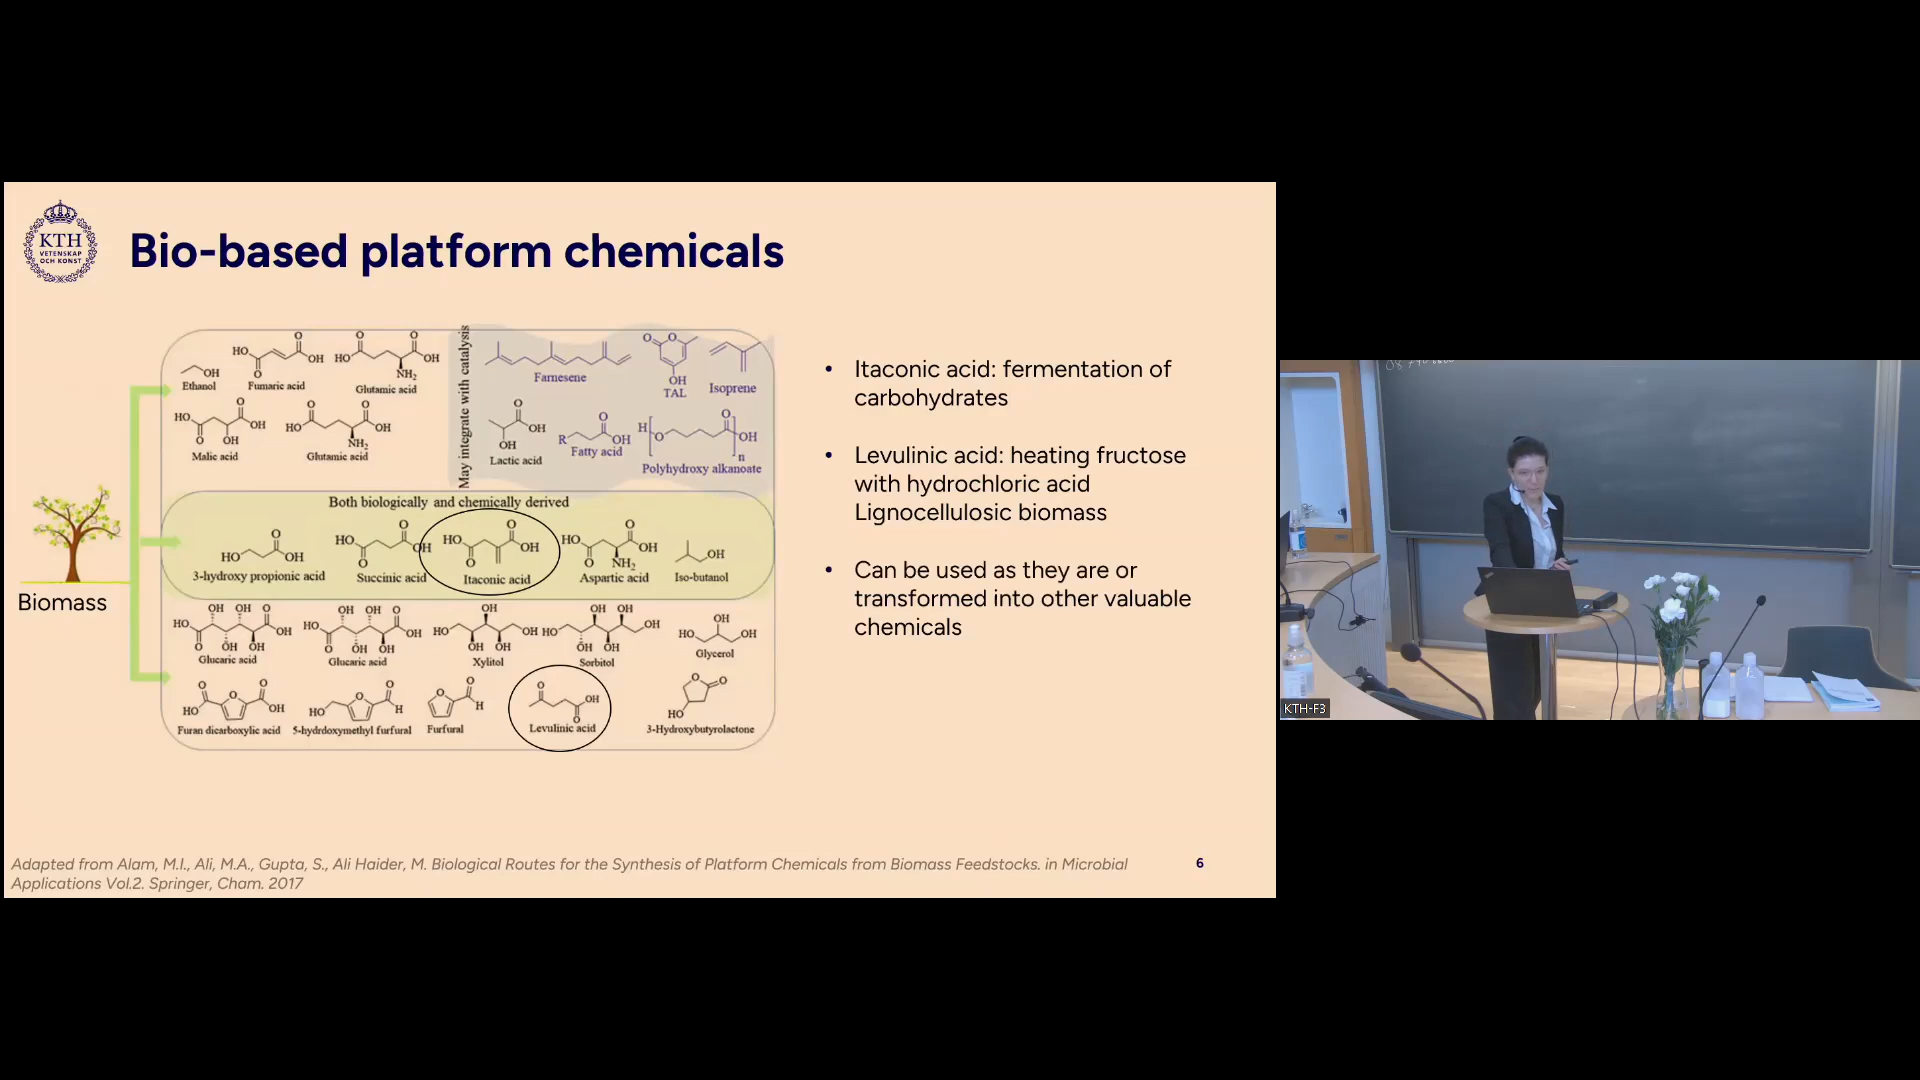 KTH
VETENSKAP
OCH KONST
Bio-based platform chemicals
Biomass
May integrate with catalysis
OH
Ethanol
HO O O OH
Fumaric acid
O O HO OH NH2
Glutamic acid
Farnesene
O O OH
TAL
Isoprene
HO O O OH OH
Malic acid
O O HO OH NH2
Glutamic acid
O OH OH
Lactic acid
R O OH
Fatty acid
H O O OH n
Polyhydroxy alkanoate
Both biologically and chemically derived
HO O OH
3-hydroxy propionic acid
HO O O OH
Succinic acid
HO O O OH
Itaconic acid
HO O O OH NH2
Aspartic acid
OH
Iso-butanol
OH OH O HO OH O OH OH
Glucaric acid
OH OH O HO OH O OH OH
Glucaric acid
OH HO OH OH OH
Xylitol
OH OH HO OH OH OH
Sorbitol
OH HO OH
Glycerol
O O O HO OH
Furan dicarboxylic acid
O O HO H
5-hydrdoxymethyl furfural
O O H
Furfural
O OH O
Levulinic acid
O O HO
3-Hydroxybutyrolactone
• Itaconic acid: fermentation of
carbohydrates
• Levulinic acid: heating fructose
with hydrochloric acid
Lignocellulosic biomass
• Can be used as they are or
transformed into other valuable
chemicals
Adapted from Alam, M.I., Ali, M.A., Gupta, S., Ali Haider, M. Biological Routes for the Synthesis of Platform Chemicals from Biomass Feedstocks. in Microbial
Applications Vol.2. Springer, Cham. 2017
6
KTH-F3